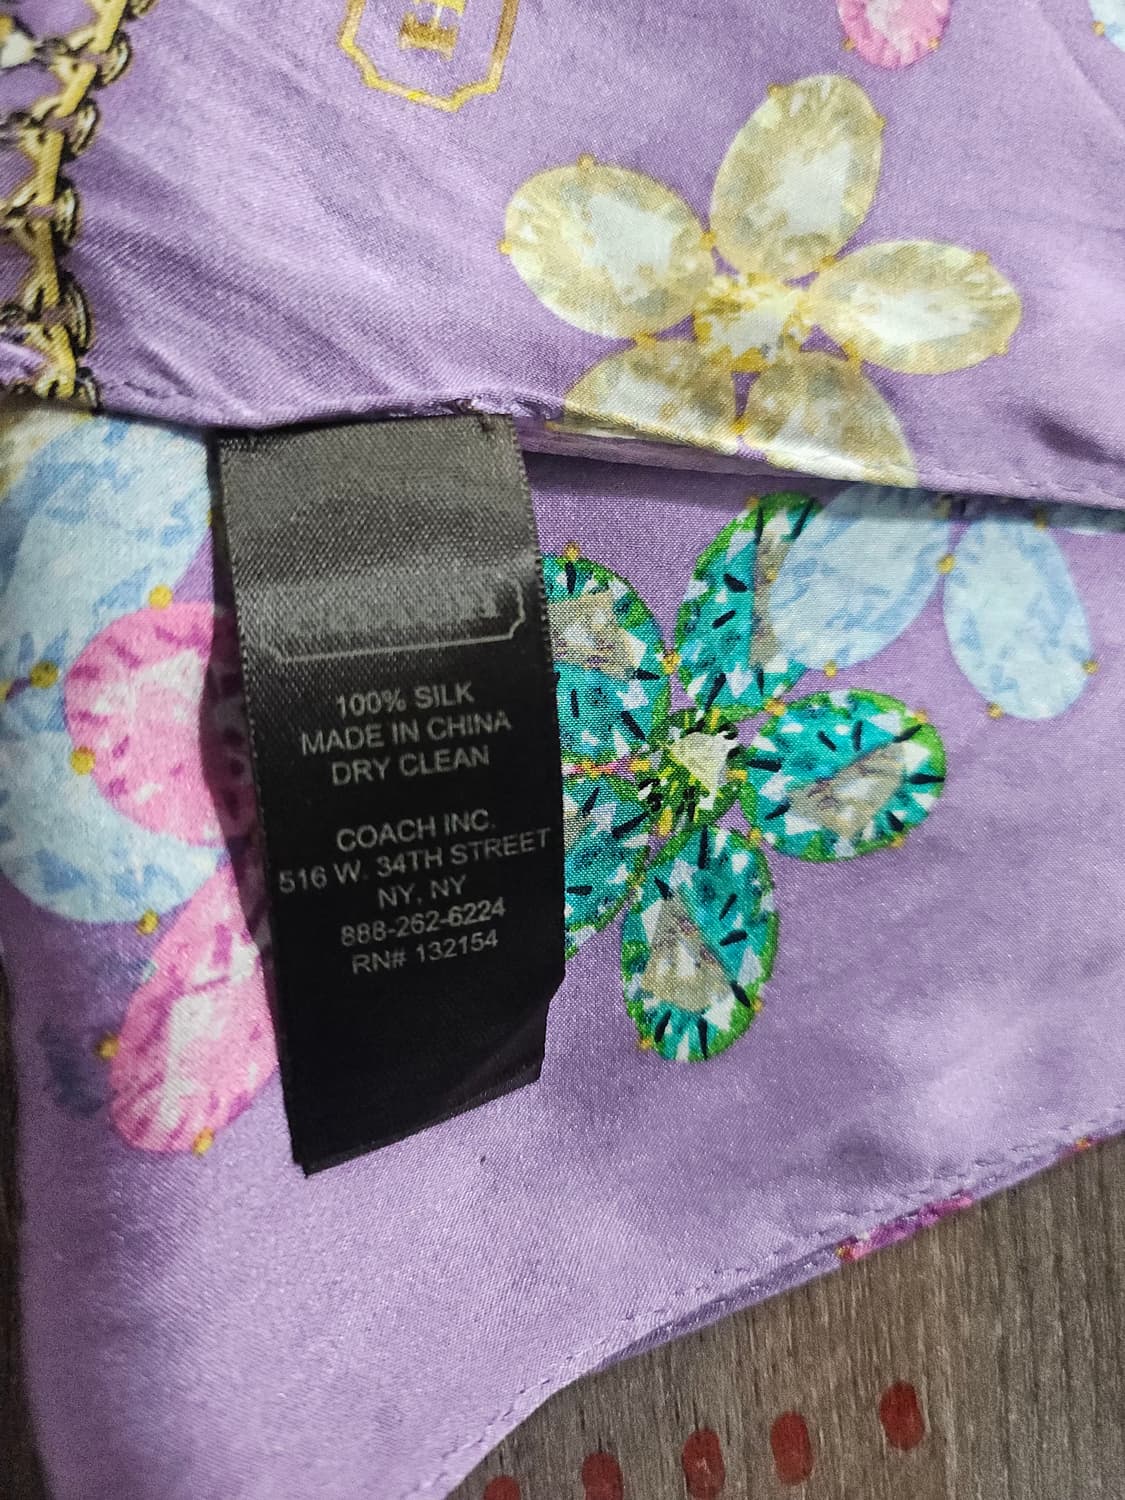 100% SILK
MADE IN CHINA
DRY CLEAN
COACH INC.
516 W. 34TH STREET
NY, NY
888-262-6224
RN# 132154